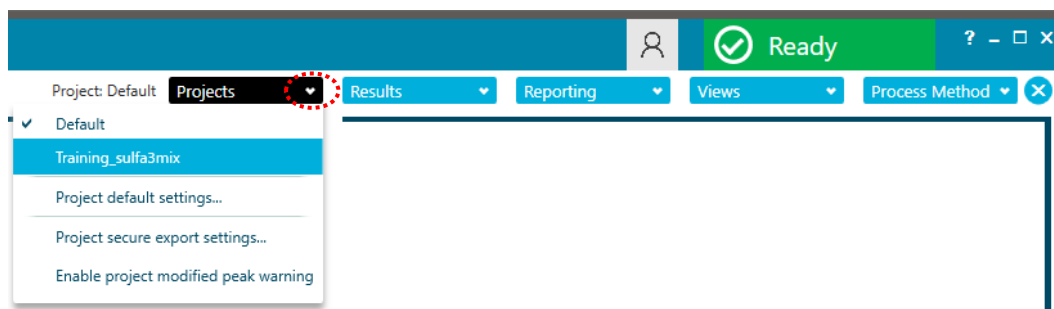 Ready ? – □ X
Project: Default Projects Results Reporting Views Process Method
Default
Training_sulfa3mix
Project default settings...
Project secure export settings...
Enable project modified peak warning